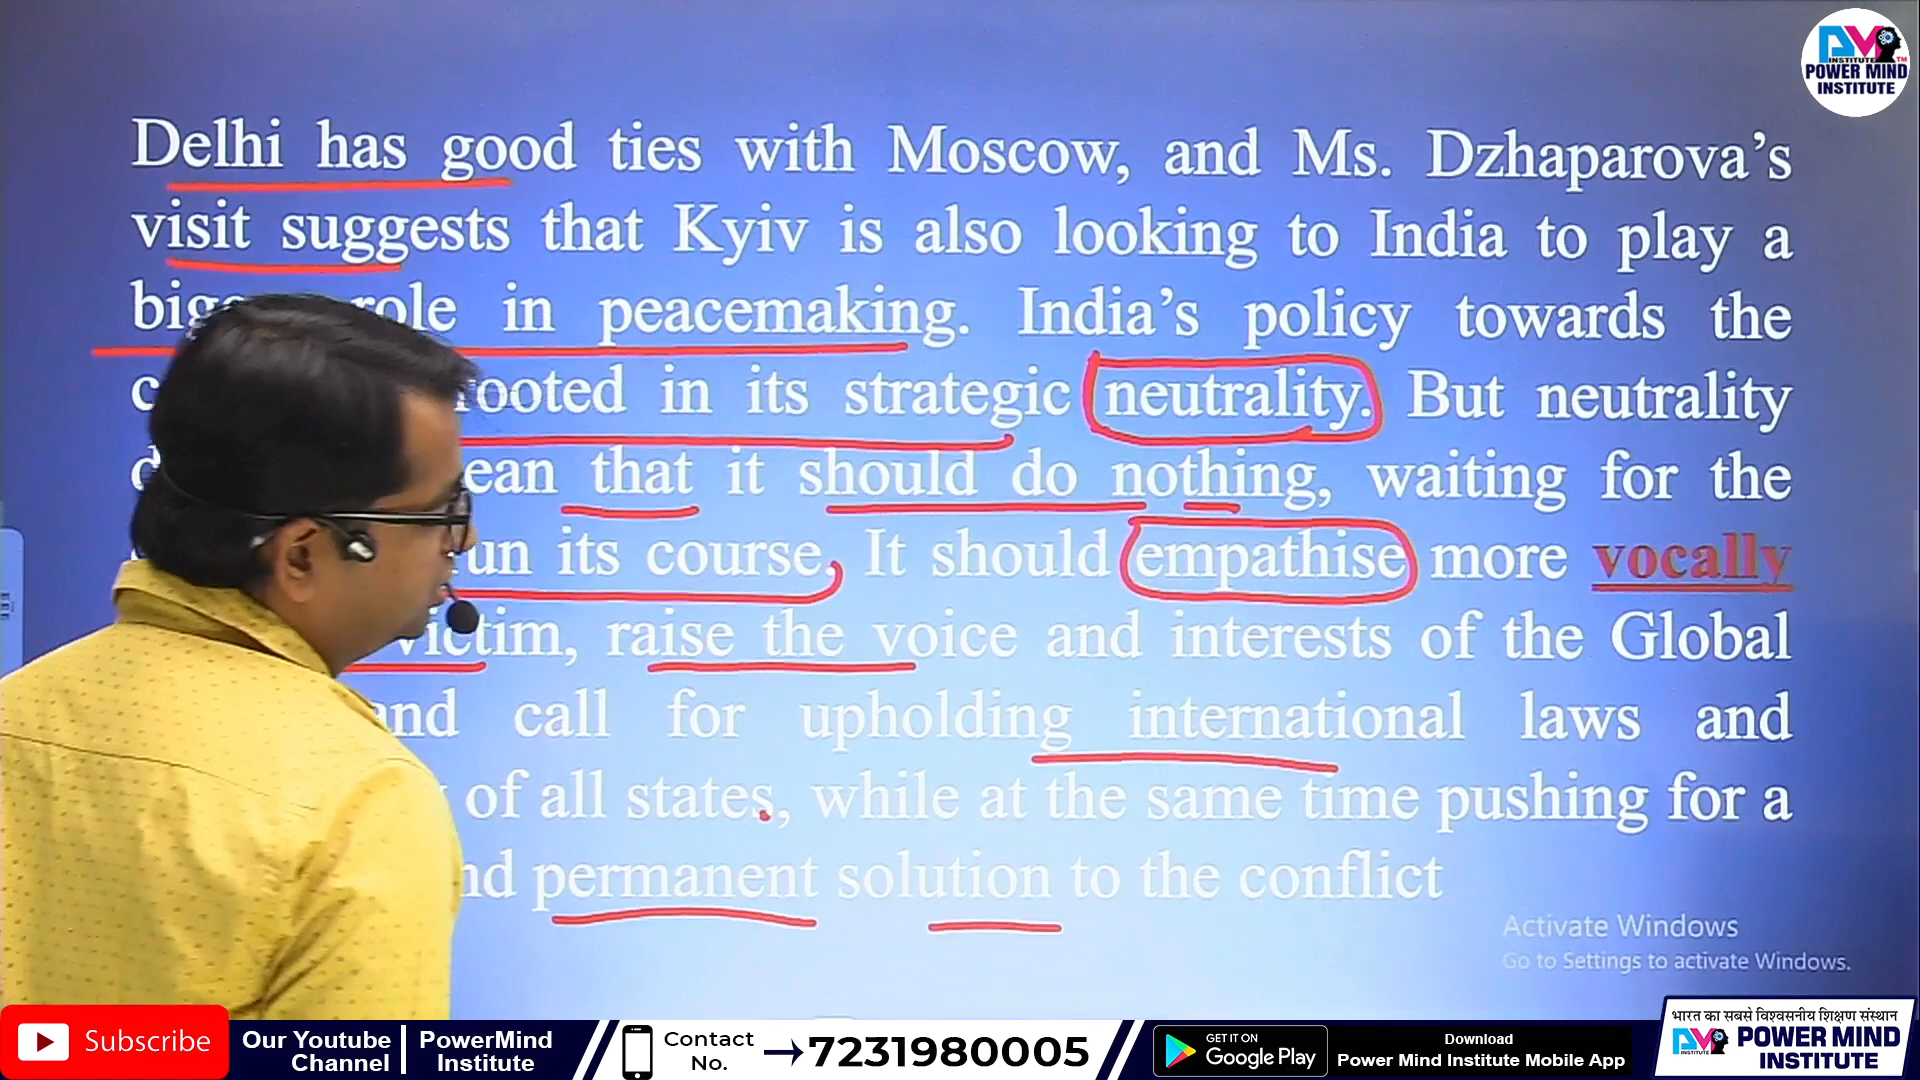 POWER MIND
INSTITUTE
Delhi has good ties with Moscow, and Ms. Dzhaparova’s
visit suggests that Kyiv is also looking to India to play a
role in peacemaking. India’s policy towards the
rooted in its strategic neutrality. But neutrality
that it should do nothing, waiting for the
run its course. It should empathise more vocally
victim, raise the voice and interests of the Global
and call for upholding international laws and
of all states, while at the same time pushing for a
permanent solution to the conflict
Activate Windows
Go to Settings to activate Windows.
Subscribe
Our Youtube
Channel
PowerMind
Institute
Contact
No.
7231980005
GET IT ON
Google Play
Download
Power Mind Institute Mobile App
भारत का सबसे विश्वसनीय शिक्षण संस्थान
POWER MIND
INSTITUTE